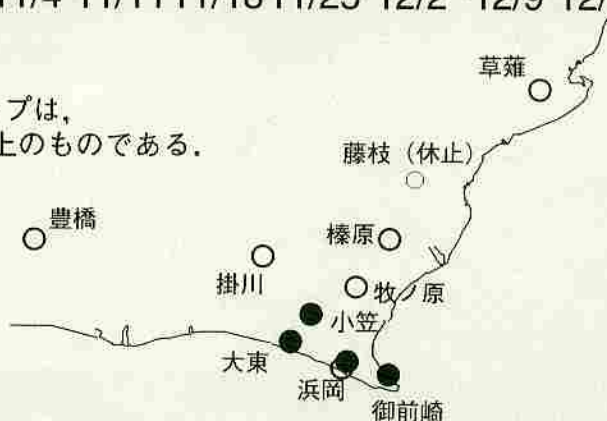 11/4 11/11 11/18 11/25 12/2 12/9 12/
草薙
プは,
上のものである.
藤枝（休止）
豊橋
榛原
掛川
牧ノ原
小笠
大東
浜岡
御前崎